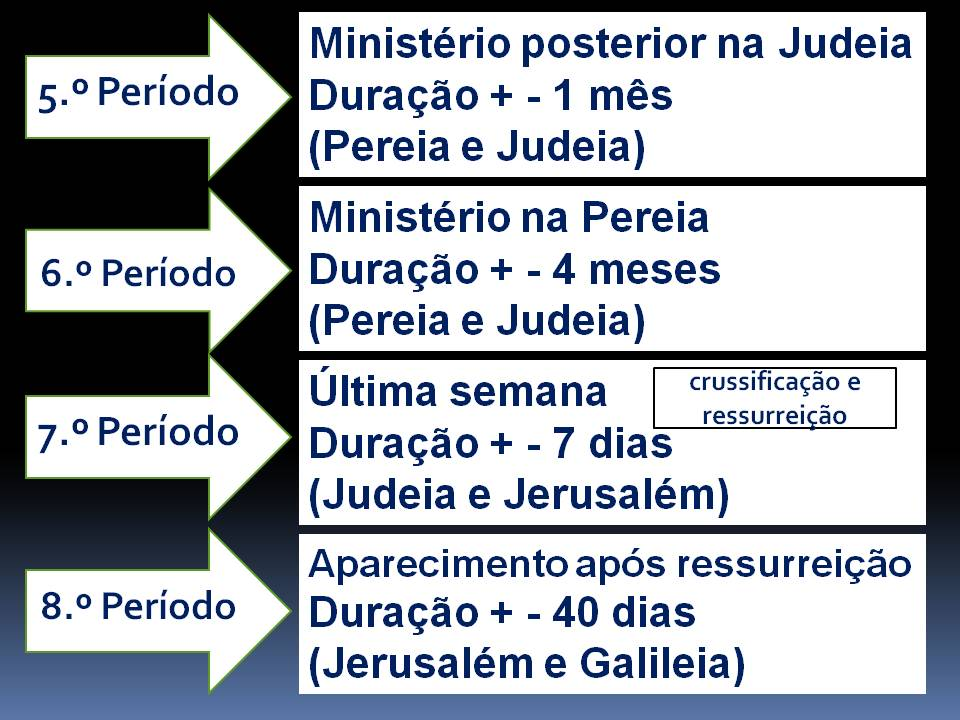 5.º Período
Ministério posterior na Judeia
Duração + - 1 mês
(Pereia e Judeia)
6.º Período
Ministério na Pereia
Duração + - 4 meses
(Pereia e Judeia)
7.º Período
Última semana
Duração + - 7 dias
(Judeia e Jerusalém)
crussificação e
ressurreição
8.º Período
Aparecimento após ressurreição
Duração + - 40 dias
(Jerusalém e Galileia)